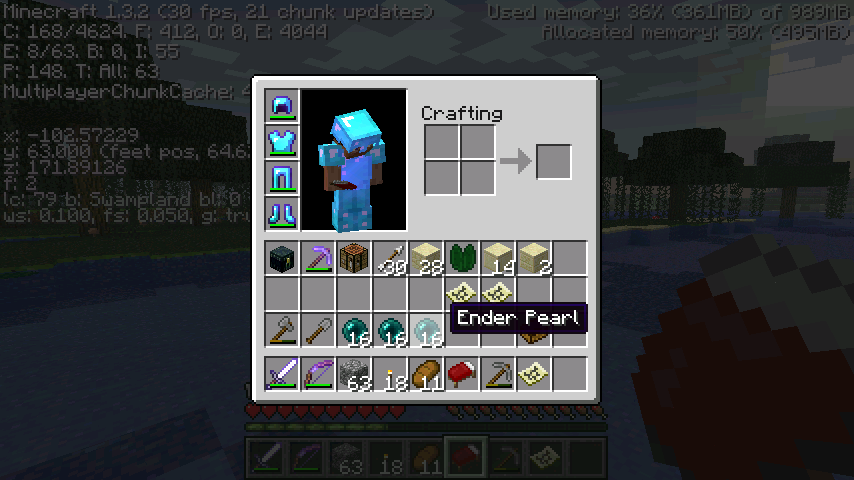 Minecraft 1.3.2 (30 fps, 21 chunk updates)
Used memory: 36% (361MB) of 989MB
C: 168/4624. F: 412, O: 0, E: 4044
Allocated memory: 50% (495MB)
E: 8/63. B: 0, I: 55
P: 148. T: All: 63
MultiplayerChunkCache: 4
x: -102.57229
y: 63.000 (feet pos, 64.6
z: 171.89126
f: 2
lc: 79 b: Swampland bl: 0
ws: 0.100, fs: 0.050, g: tru
Crafting
30 28 14 2
Ender Pearl
16 16 16
63 18 11
63 18 11